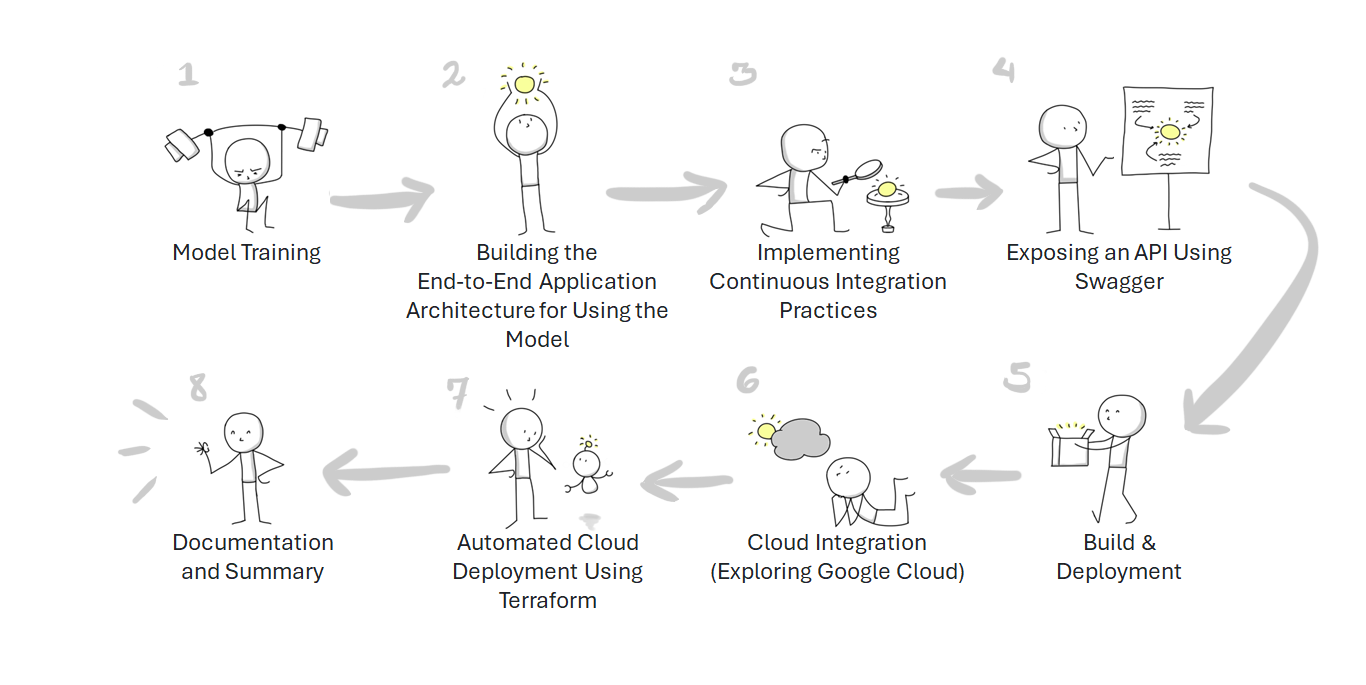 1
Model Training
2
Building the
End-to-End Application
Architecture for Using the
Model
3
Implementing
Continuous Integration
Practices
4
Exposing an API Using
Swagger
5
Build &
Deployment
6
Cloud Integration
(Exploring Google Cloud)
7
Automated Cloud
Deployment Using
Terraform
8
Documentation
and Summary